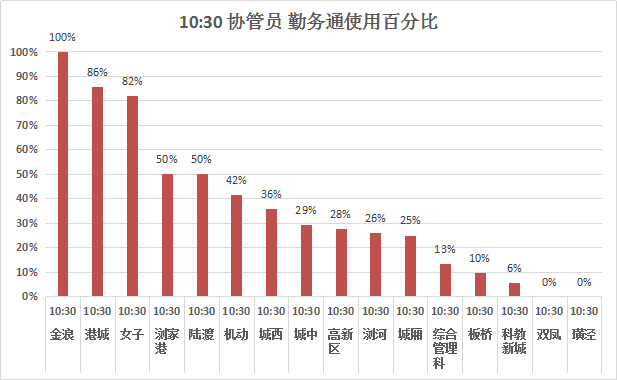 10:30 协管员 勤务通使用百分比
100%
90%
80%
70%
60%
50%
40%
30%
20%
10%
0%
100%
86%
82%
50%
50%
42%
36%
29%
28%
26%
25%
13%
10%
6%
0%
0%
10:30 10:30 10:30 10:30 10:30 10:30 10:30 10:30 10:30 10:30 10:30 10:30 10:30 10:30 10:30 10:30
金浪
港城
女子
浏家
港
陆渡
机动
城西
城中
高新
区
浏河
城厢
综合
管理
科
板桥
科教
新城
双凤
璜泾